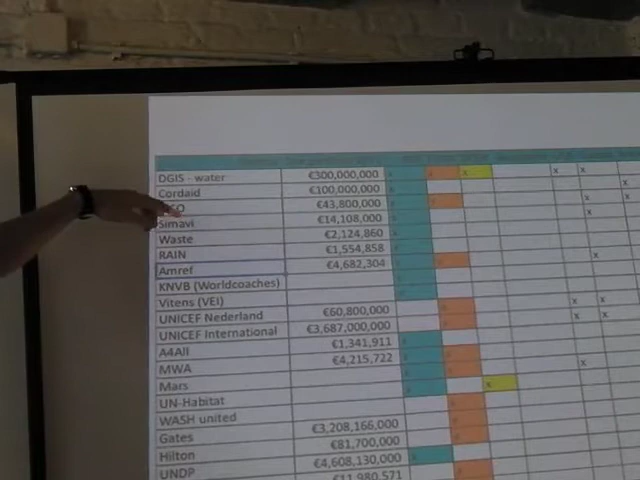 DGIS - water €300,000,000 x x x
Cordaid €100,000,000 x
€43,800,000 x x
Simavi €14,108,000 x
Waste €2,124,860
RAIN €1,554,858 x
Amref €4,682,304
KNVB (Worldcoaches)
Vitens (VEI) x x
UNICEF Nederland €60,800,000 x x
UNICEF International €3,687,000,000
A4All €1,341,911
MWA €4,215,722 x
Mars x
UN-Habitat
WASH united
Gates €3,208,166,000
Hilton €81,700,000
UNDP €4,608,130,000
€11,980,571